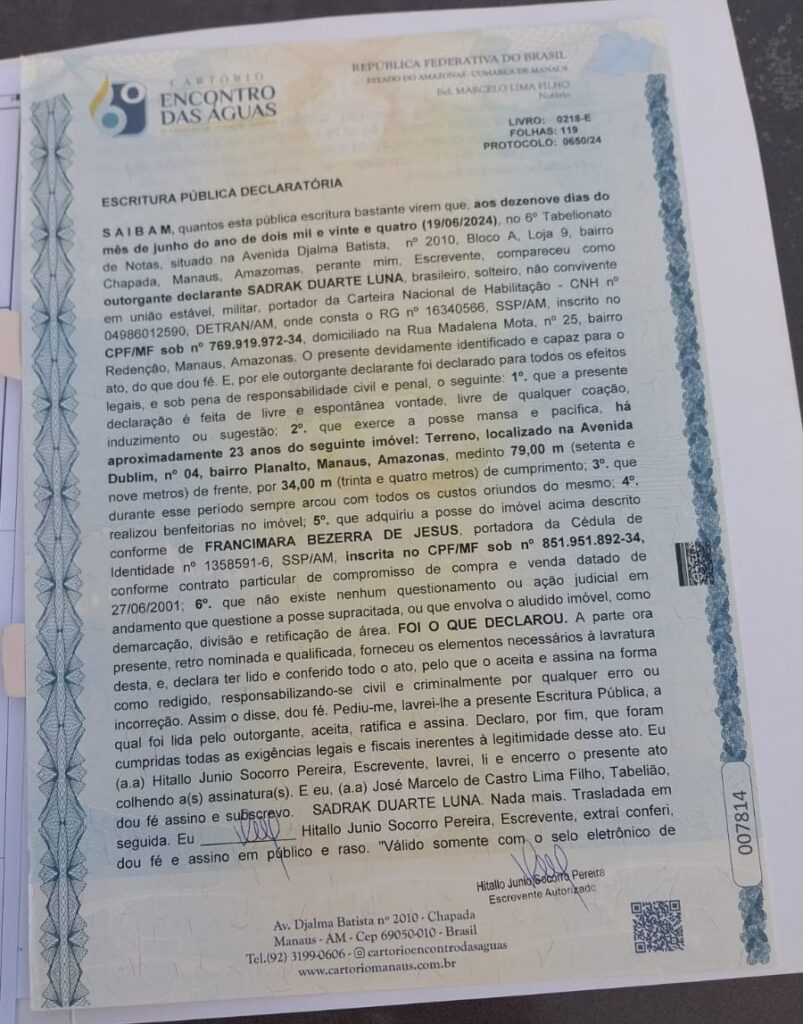 CARTÓRIO
ENCONTRO
DAS ÁGUAS
REPÚBLICA FEDERATIVA DO BRASIL
ESTADO DO AMAZONAS - COMARCA DE MANAUS
Bel. MARCELO LIMA FILHO
Notário
LIVRO: 0218-E
FOLHAS: 119
PROTOCOLO: 0650/24
ESCRITURA PÚBLICA DECLARATÓRIA
S A I B A M, quantos esta pública escritura bastante virem que, aos dezenove dias do
mês de junho do ano de dois mil e vinte e quatro (19/06/2024), no 6º Tabelionato
de Notas, situado na Avenida Djalma Batista, nº 2010, Bloco A, Loja 9, bairro
Chapada, Manaus, Amazomas, perante mim, Escrevente, compareceu como
outorgante declarante SADRAK DUARTE LUNA, brasileiro, solteiro, não convivente
em união estável, militar, portador da Carteira Nacional de Habilitação - CNH nº
04986012590, DETRAN/AM, onde consta o RG nº 16340566, SSP/AM, inscrito no
CPF/MF sob nº 769.919.972-34, domiciliado na Rua Madalena Mota, nº 25, bairro
Redenção, Manaus, Amazonas, O presente devidamente identificado e capaz para o
ato, do que dou fé. E, por ele outorgante declarante foi declarado para todos os efeitos
legais, e sob pena de responsabilidade civil e penal, o seguinte: 1º. que a presente
declaração é feita de livre e espontânea vontade, livre de qualquer coação,
induzimento ou sugestão; 2º. que exerce a posse mansa e pacífica, há
aproximadamente 23 anos do seguinte imóvel: Terreno, localizado na Avenida
Dublim, nº 04, bairro Planalto, Manaus, Amazonas, medinto 79,00 m (setenta e
nove metros) de frente, por 34,00 m (trinta e quatro metros) de cumprimento; 3º. que
durante esse período sempre arcou com todos os custos oriundos do mesmo; 4º.
realizou benfeitorias no imóvel; 5º. que adquiriu a posse do imóvel acima descrito
conforme de FRANCIMARA BEZERRA DE JESUS, portadora da Cédula de
Identidade nº 1358591-6, SSP/AM, inscrita no CPF/MF sob nº 851.951.892-34,
conforme contrato particular de compromisso de compra e venda datado de
27/06/2001; 6º. que não existe nenhum questionamento ou ação judicial em
andamento que questione a posse supracitada, ou que envolva o aludido imóvel, como
demarcação, divisão e retificação de área. FOI O QUE DECLAROU. A parte ora
presente, retro nominada e qualificada, forneceu os elementos necessários à lavratura
desta, e, declara ter lido e conferido todo o ato, pelo que o aceita e assina na forma
como redigido, responsabilizando-se civil e criminalmente por qualquer erro ou
incorreção. Assim o disse, dou fé. Pediu-me, lavrei-lhe a presente Escritura Pública, a
qual foi lida pelo outorgante, aceita, ratifica e assina. Declaro, por fim, que foram
cumpridas todas as exigências legais e fiscais inerentes à legitimidade desse ato. Eu
(a.a) Hitallo Junio Socorro Pereira, Escrevente, lavrei, li e encerro o presente ato
colhendo a(s) assinatura(s). E eu, (a.a) José Marcelo de Castro Lima Filho, Tabelião,
dou fé assino e subscrevo. SADRAK DUARTE LUNA. Nada mais. Trasladada em
seguida. Eu ____________ Hitallo Junio Socorro Pereira, Escrevente, extraí conferi,
dou fé e assino em público e raso. "Válido somente com o selo eletrônico de
007814
Hitallo Junio Socorro Pereira
Escrevente Autorizado
Av. Djalma Batista nº 2010 - Chapada
Manaus - AM - Cep 69050-010 - Brasil
Tel.(92) 3199-0606 - cartorioencontrodasaguas
www.cartoriomanaus.com.br